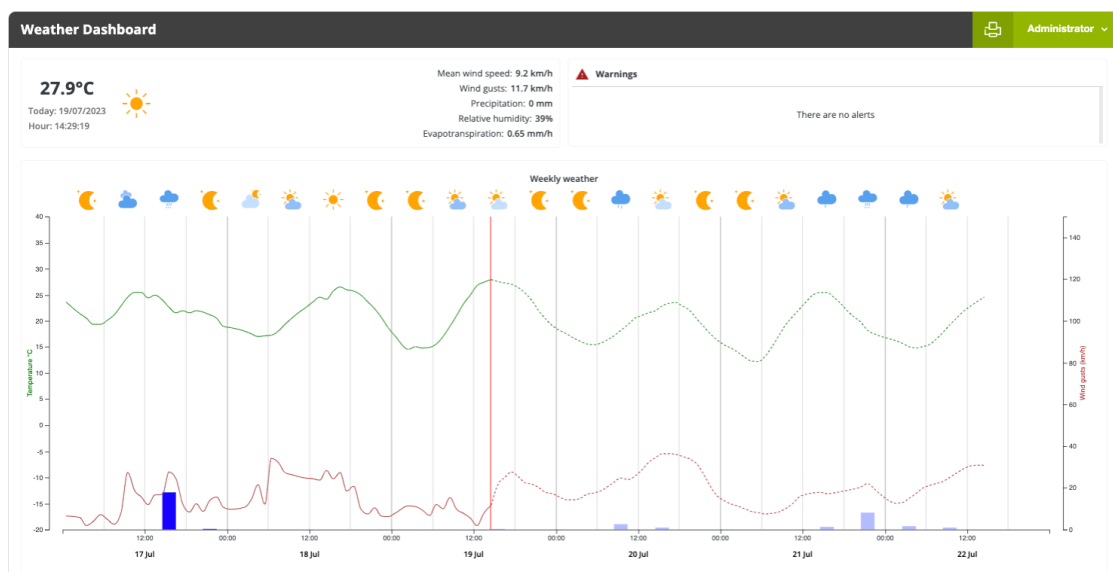 Weather Dashboard
Administrator
27.9°C
Today: 19/07/2023
Hour: 14:29:19
Mean wind speed: 9.2 km/h
Wind gusts: 11.7 km/h
Precipitation: 0 mm
Relative humidity: 39%
Evapotranspiration: 0.65 mm/h
Warnings
There are no alerts
Weekly weather
Temperature °C
40
35
30
25
20
15
10
5
0
-5
-10
-15
-20
140
120
100
80
60
40
20
0
Wind gusts (km/h)
12:00 00:00 12:00 00:00 12:00 00:00 12:00 00:00 12:00 00:00 12:00
17 Jul 18 Jul 19 Jul 20 Jul 21 Jul 22 Jul